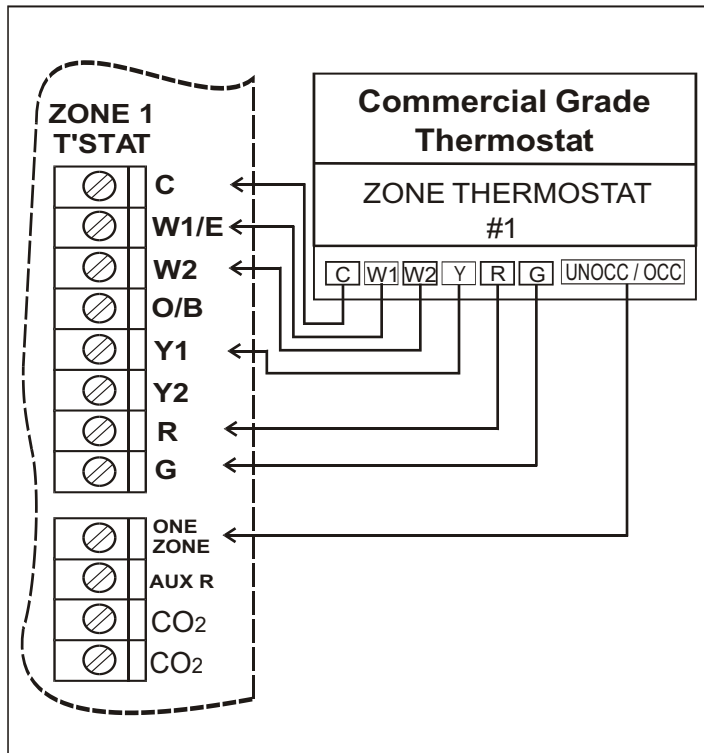 ZONE 1
T'STAT
C
W1/E
W2
O/B
Y1
Y2
R
G
ONE
ZONE
AUX R
CO2
CO2
Commercial Grade
Thermostat
ZONE THERMOSTAT
#1
C W1 W2 Y R G UNOCC / OCC